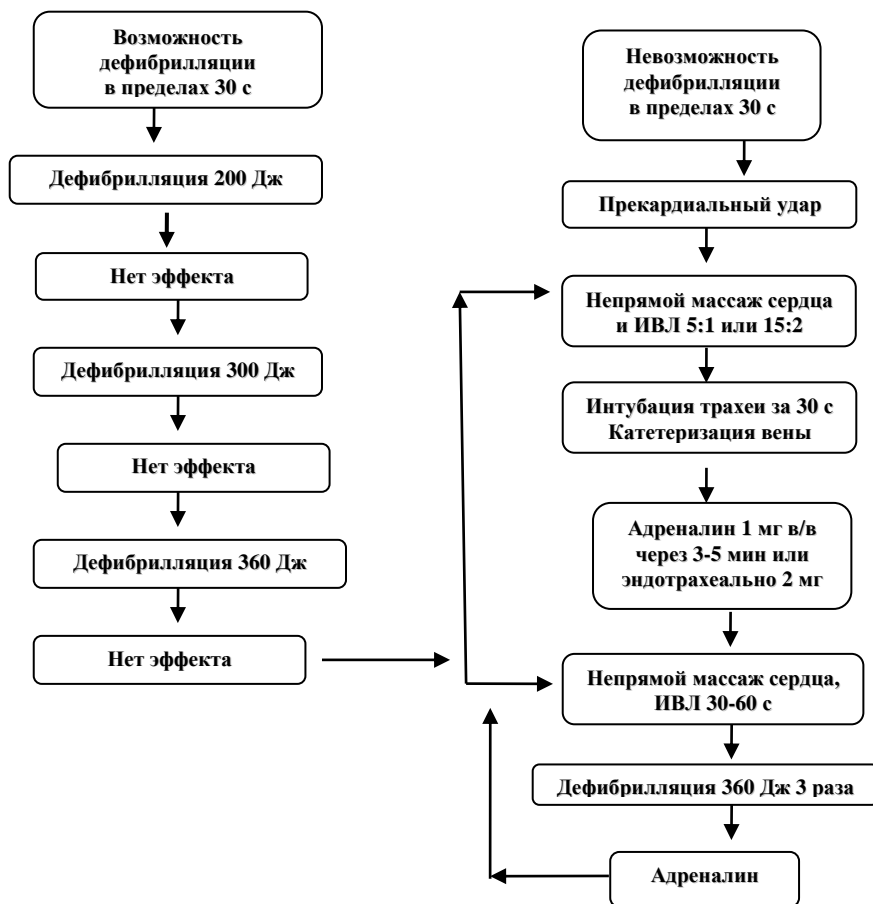 Возможность
дефибрилляции
в пределах 30 с
Дефибрилляция 200 Дж
Нет эффекта
Дефибрилляция 300 Дж
Нет эффекта
Дефибрилляция 360 Дж
Нет эффекта
Невозможность
дефибрилляции
в пределах 30 с
Прекардиальный удар
Непрямой массаж сердца
и ИВЛ 5:1 или 15:2
Интубация трахеи за 30 с
Катетеризация вены
Адреналин 1 мг в/в
через 3-5 мин или
эндотрахеально 2 мг
Непрямой массаж сердца,
ИВЛ 30-60 с
Дефибрилляция 360 Дж 3 раза
Адреналин